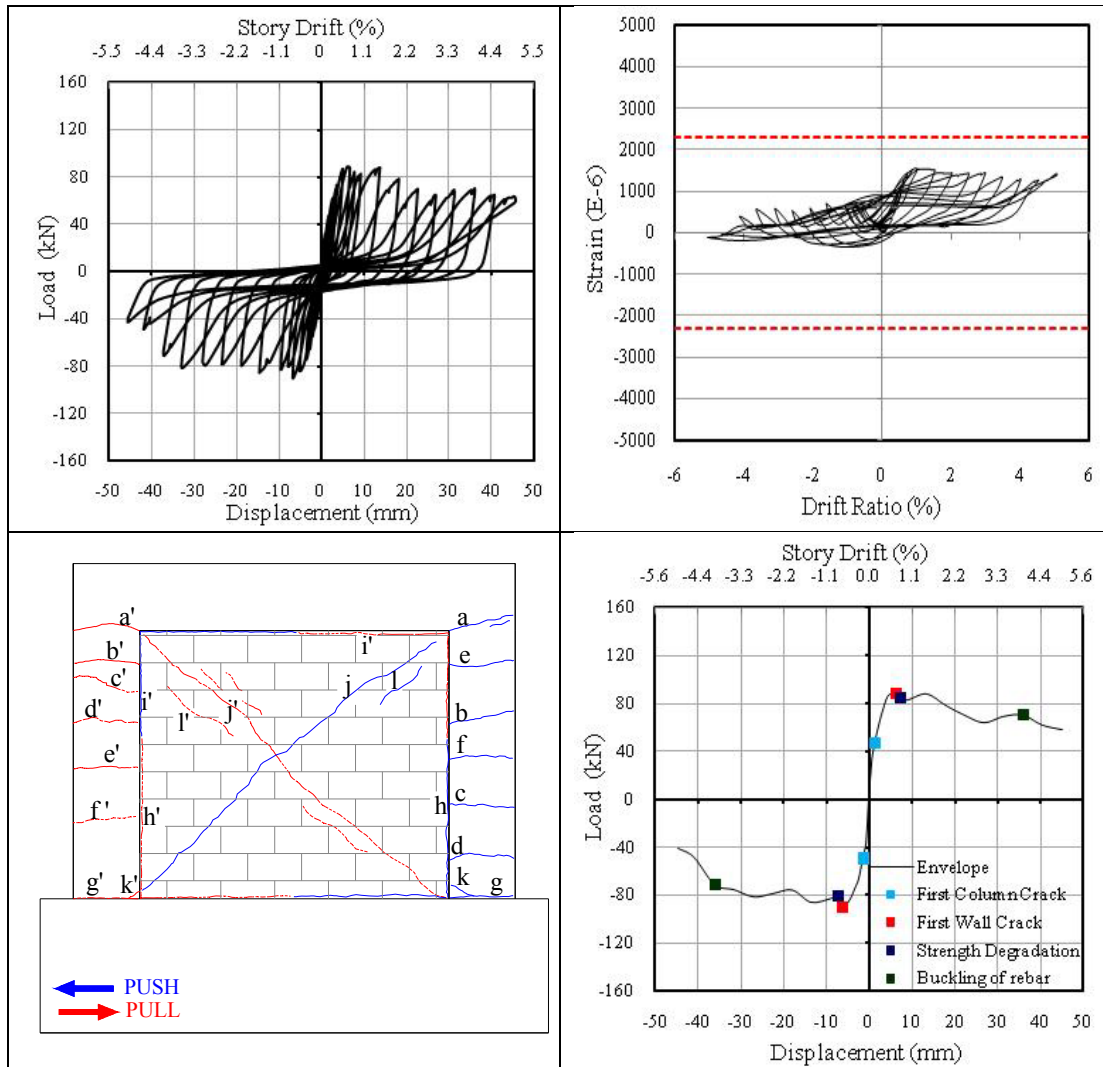 Story Drift (%)
-5.5 -4.4 -3.3 -2.2 -1.1 0 1.1 2.2 3.3 4.4 5.5
160
120
80
40
0
-40
-80
-120
-160
Load (kN)
-50 -40 -30 -20 -10 0 10 20 30 40 50
Displacement (mm)
5000
4000
3000
2000
1000
0
-1000
-2000
-3000
-4000
-5000
Strain (E-6)
-6 -4 -2 0 2 4 6
Drift Ratio (%)
a' a
i'
b' e
c'
j l
i'
l' j'
d' b
e' f
f' h' h c
d
k
g' k' g
PUSH
PULL
Story Drift (%)
-5.6 -4.4 -3.3 -2.2 -1.1 0.0 1.1 2.2 3.3 4.4 5.6
160
120
80
40
0
-40
-80
-120
-160
Load (kN)
Envelope
First Column Crack
First Wall Crack
Strength Degradation
Buckling of rebar
-50 -40 -30 -20 -10 0 10 20 30 40 50
Displacement (mm)